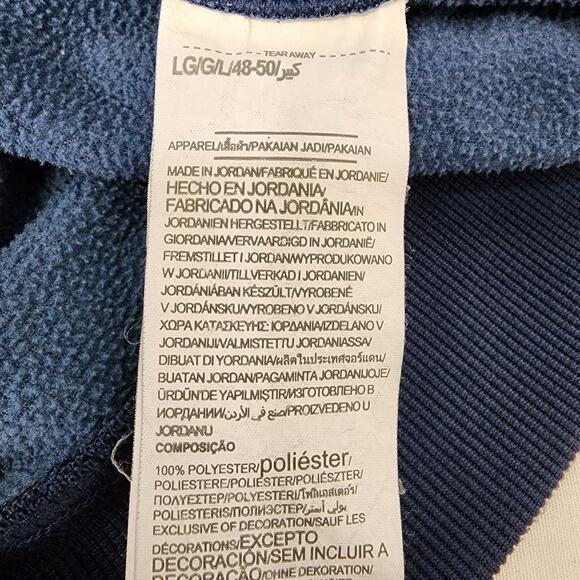 TEAR AWAY
LG/G/L/48-50/كبير
APPAREL/เสื้อผ้า/PAKAIAN JADI/PAKAIAN
MADE IN JORDAN/FABRIQUÉ EN JORDANIE/
HECHO EN JORDANIA/
FABRICADO NA JORDÂNIA/IN
JORDANIEN HERGESTELLT/FABBRICATO IN
GIORDANIA/VERVAARDIGD IN JORDANIË/
FREMSTILLET I JORDAN/WYPRODUKOWANO
W JORDANII/TILLVERKAD I JORDANIEN/
JORDÁNIÁBAN KÉSZÜLT/VYROBENÉ
V JORDÁNSKU/VYROBENO V JORDÁNSKU/
ΧΩΡΑ ΚΑΤΑΣΚΕΥΗΣ: ΙΟΡΔΑΝΙΑ/IZDELANO V
JORDANIJI/VALMISTETTU JORDANIASSA/
DIBUAT DI YORDANIA/ผลิตในประเทศจอร์แดน/
BUATAN JORDAN/PAGAMINTA JORDANIJOJE/
ÜRDÜN'DE YAPILMIŞTIR/ИЗГОТОВЛЕНО В
ИОРДАНИИ/صنع في الأردن/PROIZVEDENO U
JORDANU
COMPOSIÇÃO
100% POLYESTER/poliéster/
POLIESTERE/POLIESTER/POLIÉSZTER/
ΠΟΛΥΕΣΤΕΡ/POLIESTER/โพลีเอสเตอร์/
POLIESTERIS/ПОЛИЭСТЕР/بولي أستر/
EXCLUSIVE OF DECORATION/SAUF LES
DÉCORATIONS/EXCEPTO
DECORACIÓN/SEM INCLUIR A
DECORAÇÃO/OHNE DEKORATION/